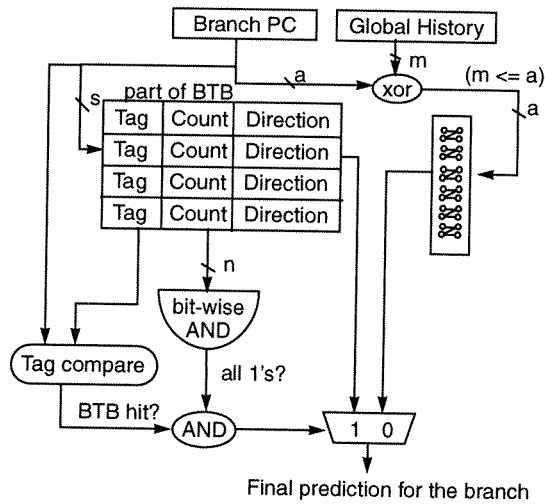 Branch PC
Global History
m
(m <= a)
a
xor
a
s
part of BTB
Tag Count Direction
Tag Count Direction
Tag Count Direction
Tag Count Direction
n
bit-wise
AND
Tag compare
all 1's?
BTB hit?
AND
1 0
Final prediction for the branch